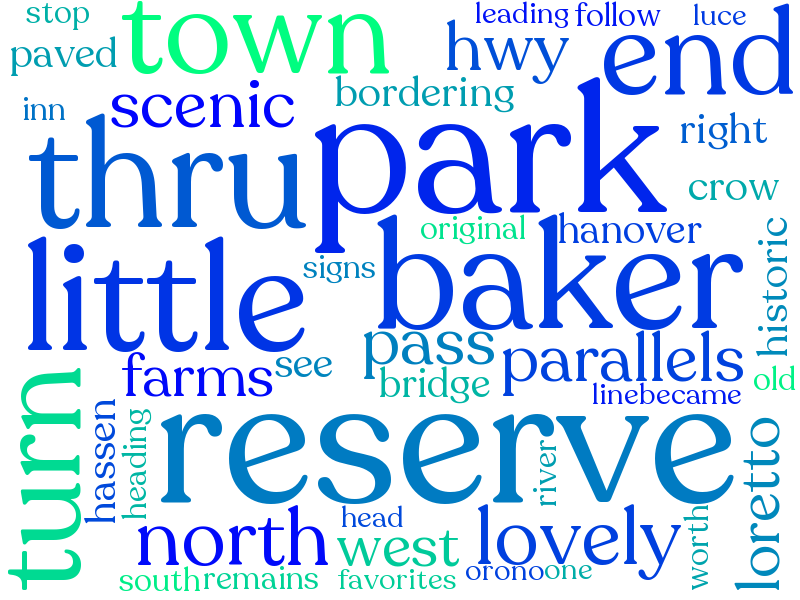 stop
leading follow luce
paved town hwy end
inn scenic bordering
right
thru park
crow
original hanover
little signs baker
historic
see pass parallels
farms bridge
old
linebecame
turn hassen heading reserve
river
loretto
north head west lovely worth
orono one
south remains favorites